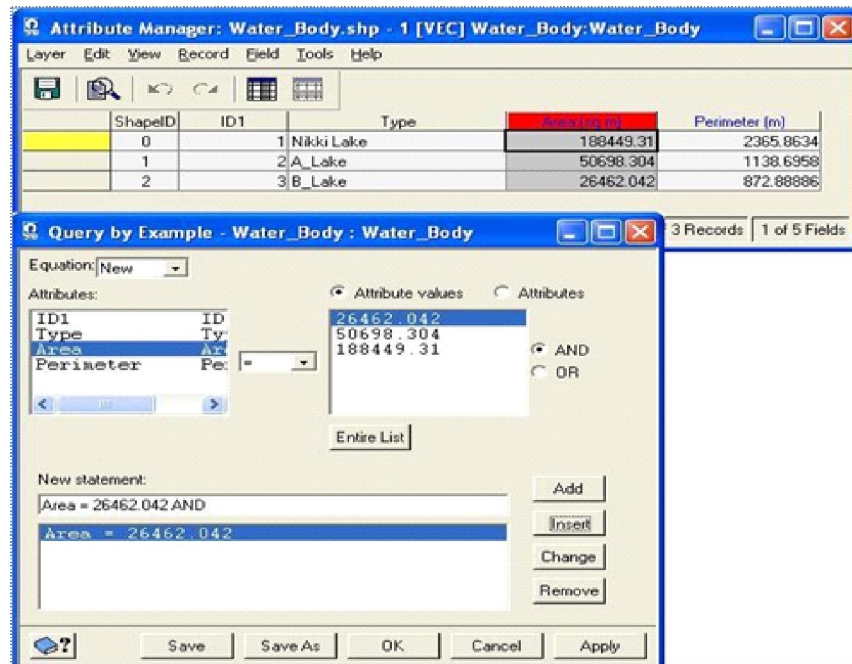 Attribute Manager: Water_Body.shp - 1 [VEC] Water_Body:Water_Body
Layer Edit View Record Field Tools Help
ShapeID ID1 Type Area (sq m) Perimeter (m)
0 1 Nikki Lake 188449.31 2365.8634
1 2 A_Lake 50698.304 1138.6958
2 3 B_Lake 26462.042 872.88886
3 Records 1 of 5 Fields
Query by Example - Water_Body : Water_Body
Equation: New
Attributes:
Attribute values Attributes
ID1 ID
Type Ty
Area Ar
Perimeter Pe:
=
26462.042
50698.304
188449.31
AND
OR
Entire List
New statement:
Area = 26462.042 AND
Area = 26462.042
Add
Insert
Change
Remove
?
Save Save As OK Cancel Apply